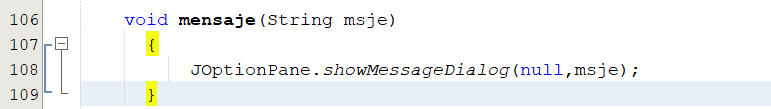 106 void mensaje(String msje)
107 {
108 JOptionPane.showMessageDialog(null,msje);
109 }